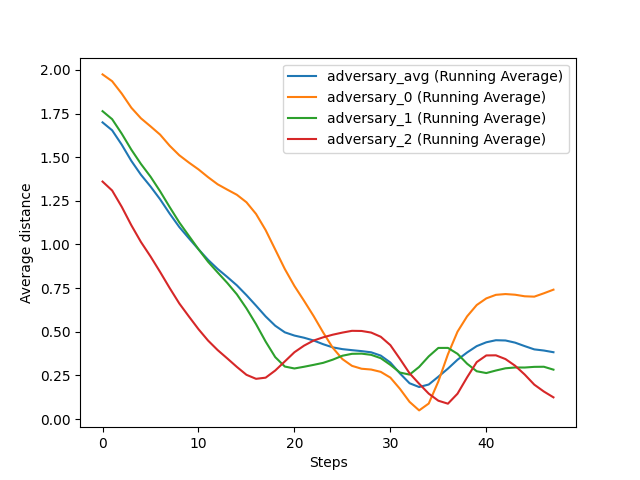 adversary_avg (Running Average)
adversary_0 (Running Average)
adversary_1 (Running Average)
adversary_2 (Running Average)
2.00
1.75
1.50
1.25
1.00
0.75
0.50
0.25
0.00
Average distance
0 10 20 30 40
Steps